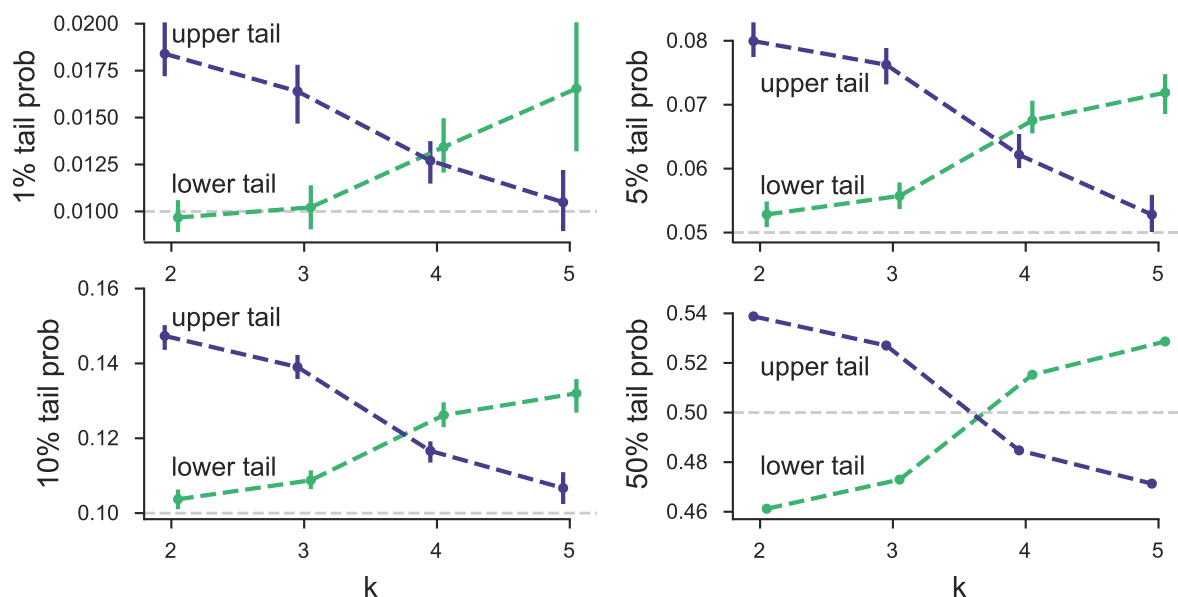 1% tail prob
0.0200
0.0175
0.0150
0.0125
0.0100
upper tail
lower tail
2 3 4 5
5% tail prob
0.08
0.07
0.06
0.05
upper tail
lower tail
2 3 4 5
10% tail prob
0.16
0.14
0.12
0.10
upper tail
lower tail
2 3 4 5
k
50% tail prob
0.54
0.52
0.50
0.48
0.46
upper tail
lower tail
2 3 4 5
k